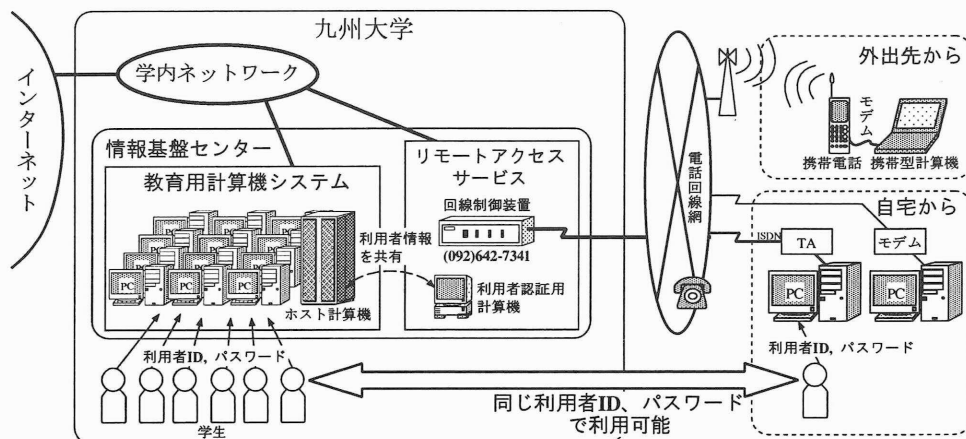 九州大学
インターネット
学内ネットワーク
情報基盤センター
教育用計算機システム
PC
PC
PC
ホスト計算機
利用者情報
を共有
リモートアクセス
サービス
回線制御装置
(092)642-7341
利用者認証用
計算機
利用者ID, パスワード
学生
電話回線網
外出先から
モデム
携帯電話
携帯型計算機
自宅から
ISDN
TA
モデム
PC
PC
利用者ID, パスワード
同じ利用者ID、パスワード
で利用可能